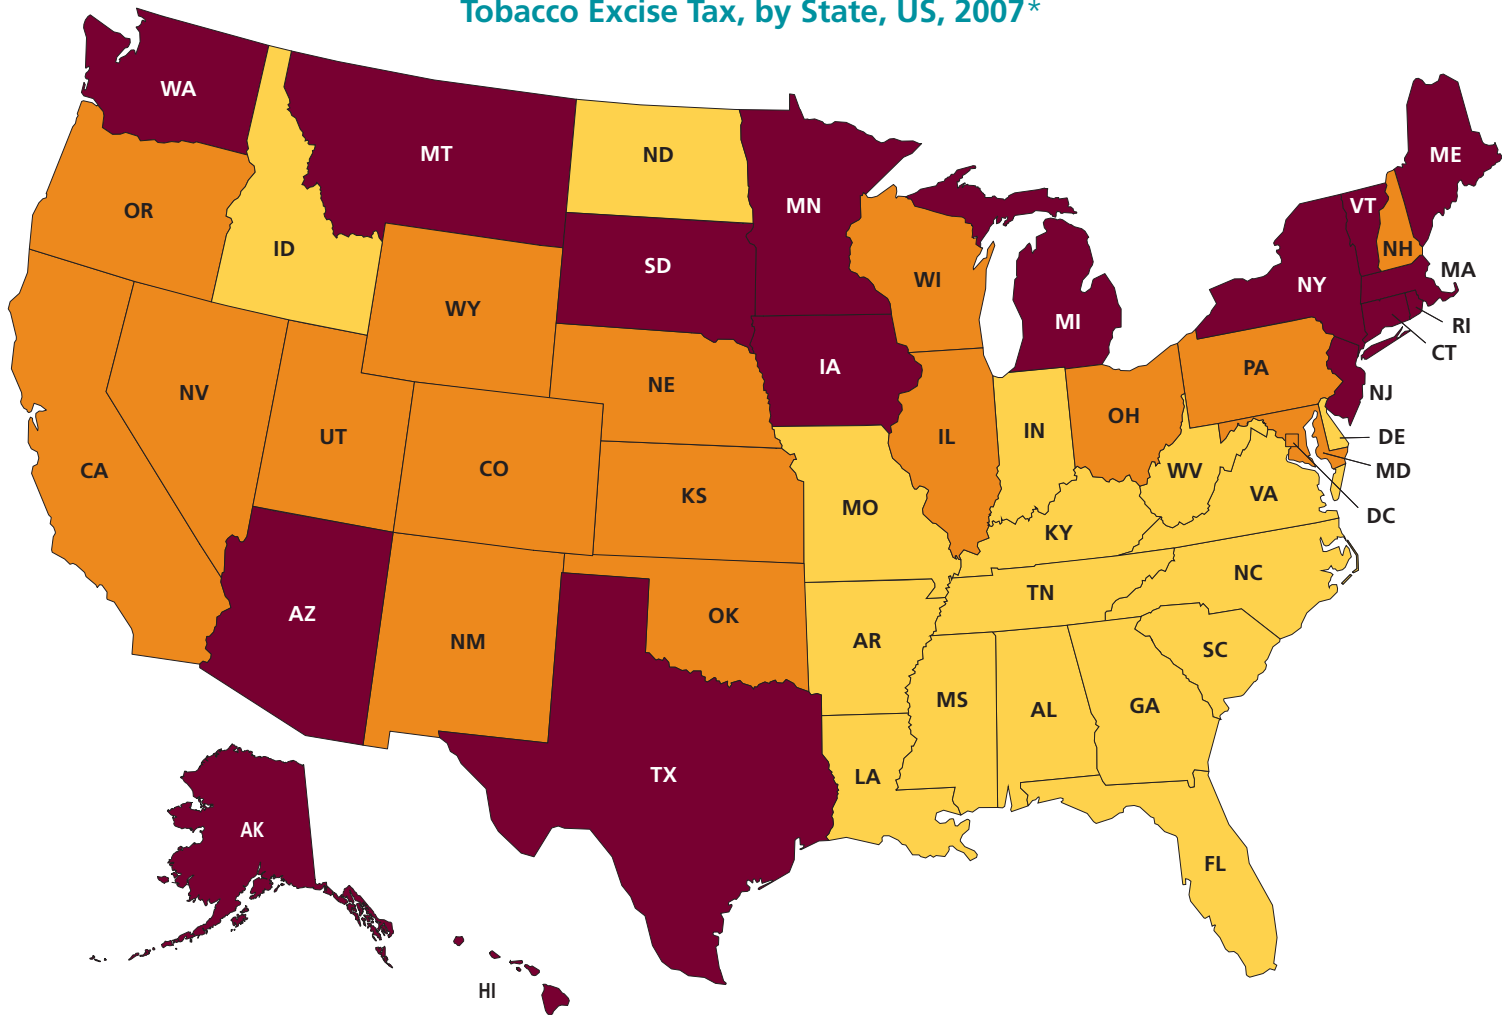 Tobacco Excise Tax, by State, US, 2007*
WA
MT
ND
MN
ME
OR
ID
SD
WI
VT
NH
MA
WY
NY
MI
RI
CT
IA
PA
NV
NE
NJ
UT
CO
IL
IN
OH
DE
CA
KS
MO
WV
VA
MD
KY
DC
AZ
NM
OK
AR
TN
NC
SC
MS
AL
GA
TX
LA
AK
FL
HI